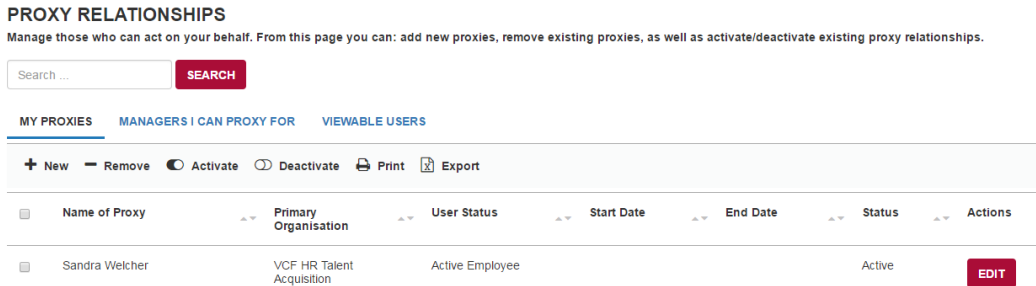 PROXY RELATIONSHIPS
Manage those who can act on your behalf. From this page you can: add new proxies, remove existing proxies, as well as activate/deactivate existing proxy relationships.
Search ... SEARCH
MY PROXIES MANAGERS I CAN PROXY FOR VIEWABLE USERS
New Remove Activate Deactivate Print Export
Name of Proxy Primary User Status Start Date End Date Status Actions
Organisation
Sandra Welcher VCF HR Talent Active Employee Active EDIT
Acquisition